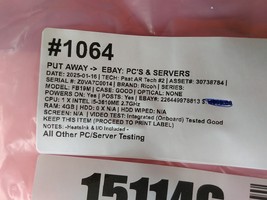 #1064
PUT AWAY -> EBAY: PC'S & SERVERS
DATE: 2025-01-16 | TECH: Past AR Tech #2 | ASSET#: 30738784 |
SERIAL#: Z0VA7C0014 | BRAND: Ricoh | SERIES:
MODEL: FB19M | CASE: GOOD | OPTICAL: NONE
POWERS ON: Yes | POSTS: Yes | EBAY#: 226449978813
CPU: 1 X INTEL i5-3610ME 2.7GHz
RAM: 4GB | HDD: 0 X N/A | HDD WIPED: N/A
SCREEN: N/A | VIDEO TEST: Integrated (Onboard) Tested Good
KEEP THIS ITEM (PROCEED TO PRINT LABEL)
NOTES: -Heatsink & I/O Included -
All Other PC/Server Testing